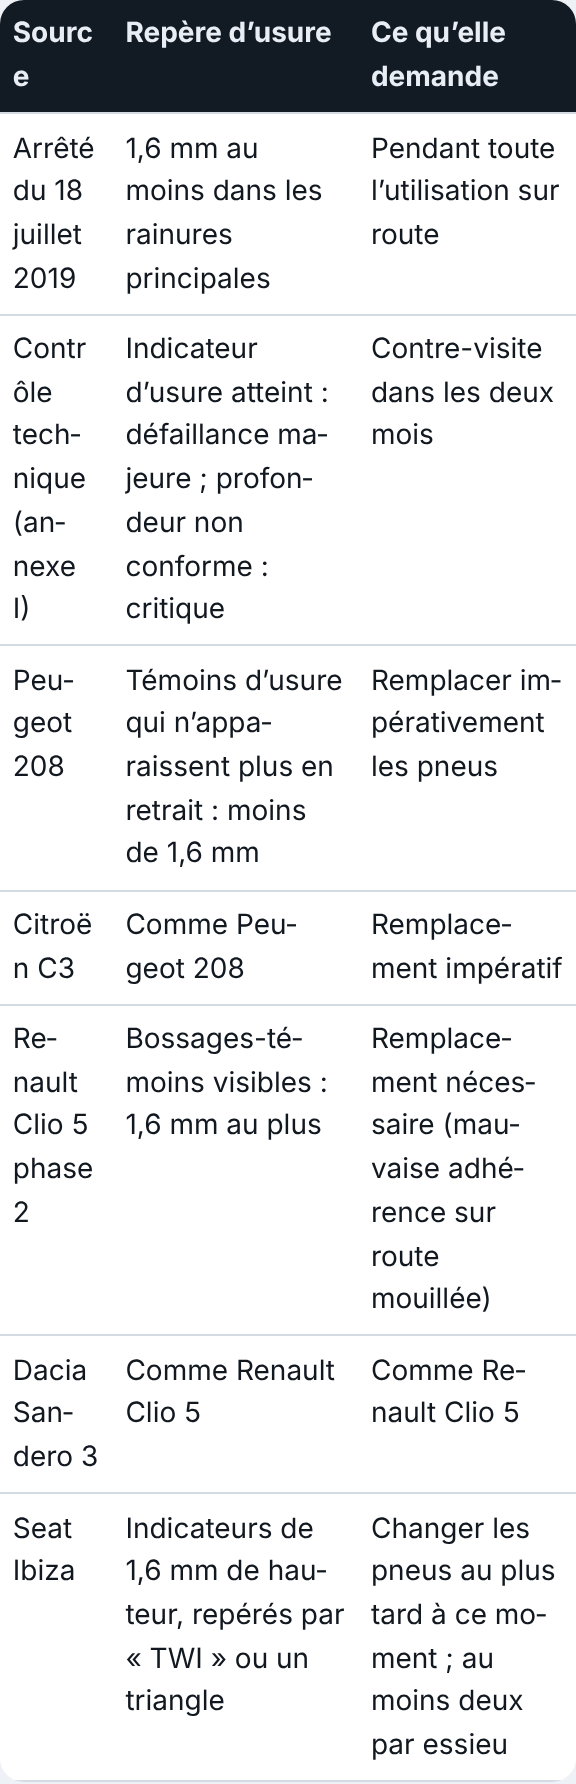 Sourc
e
Repère d’usure
Ce qu’elle
demande
Arrêté
du 18
juillet
2019
1,6 mm au
moins dans les
rainures
principales
Pendant toute
l’utilisation sur
route
Contr
ôle
tech-
nique
(an-
nexe
I)
Indicateur
d’usure atteint :
défaillance ma-
jeure ; profon-
deur non
conforme :
critique
Contre-visite
dans les deux
mois
Peu-
geot
208
Témoins d’usure
qui n’appa-
raissent plus en
retrait : moins
de 1,6 mm
Remplacer im-
pérativement
les pneus
Citroë
n C3
Comme Peu-
geot 208
Remplace-
ment impératif
Re-
nault
Clio 5
phase
2
Bossages-té-
moins visibles :
1,6 mm au plus
Remplace-
ment néces-
saire (mau-
vaise adhé-
rence sur
route
mouillée)
Dacia
San-
dero 3
Comme Renault
Clio 5
Comme Re-
nault Clio 5
Seat
Ibiza
Indicateurs de
1,6 mm de hau-
teur, repérés par
« TWI » ou un
triangle
Changer les
pneus au plus
tard à ce mo-
ment ; au
moins deux
par essieu